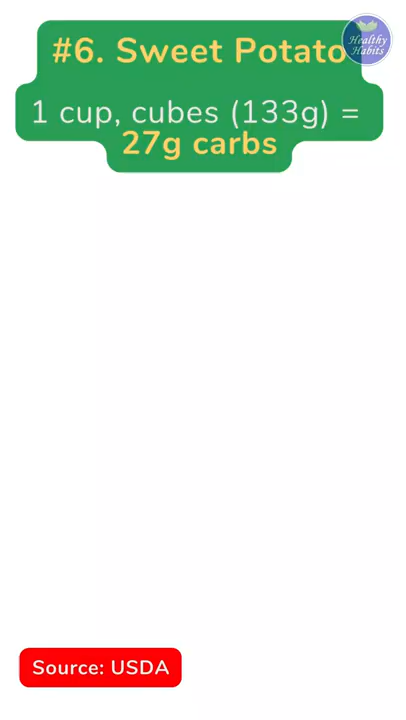 #6. Sweet Potato
Healthy
Habits
1 cup, cubes (133g) =
27g carbs
Source: USDA